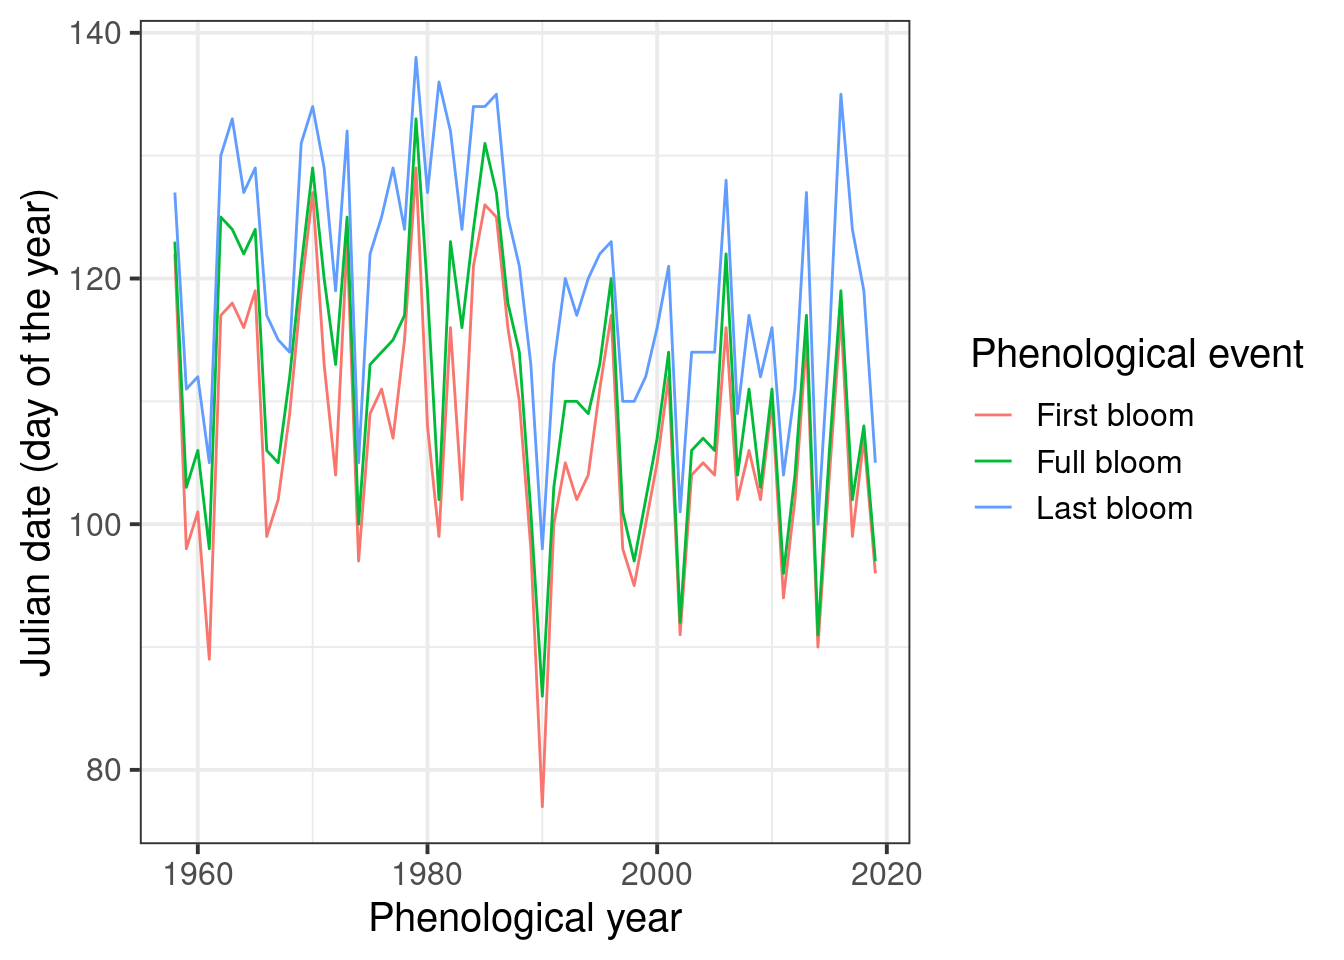 140
120
100
80
Julian date (day of the year)
1960
1980
2000
2020
Phenological year
Phenological event
First bloom
Full bloom
Last bloom